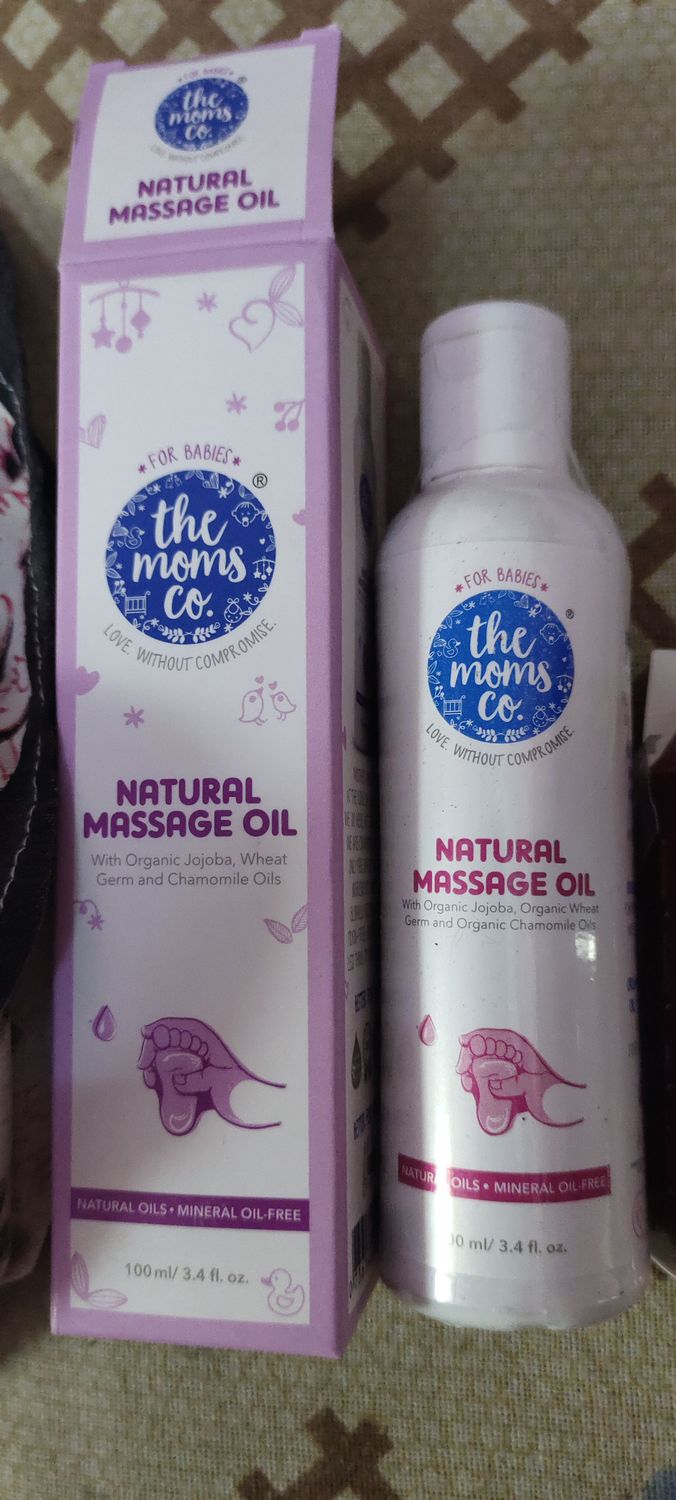 FOR BABIES
®
the
moms
co.
LOVE. WITHOUT COMPROMISE.
NATURAL
MASSAGE OIL
*FOR BABIES*
®
the
moms
co.
LOVE. WITHOUT COMPROMISE.
NATURAL
MASSAGE OIL
With Organic Jojoba, Wheat
Germ and Chamomile Oils
NATURAL OILS • MINERAL OIL-FREE
100 ml/ 3.4 fl. oz.
*FOR BABIES*
®
the
moms
co.
LOVE. WITHOUT COMPROMISE.
NATURAL
MASSAGE OIL
With Organic Jojoba, Organic Wheat
Germ and Organic Chamomile Oils
OILS • MINERAL OIL-FREE
ml/ 3.4 fl. oz.